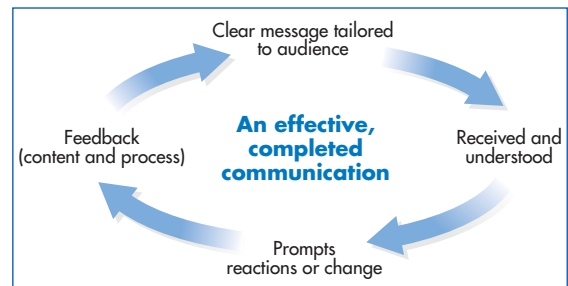 Clear message tailored
to audience
Feedback
(content and process)
An effective,
completed
communication
Received and
understood
Prompts
reactions or change